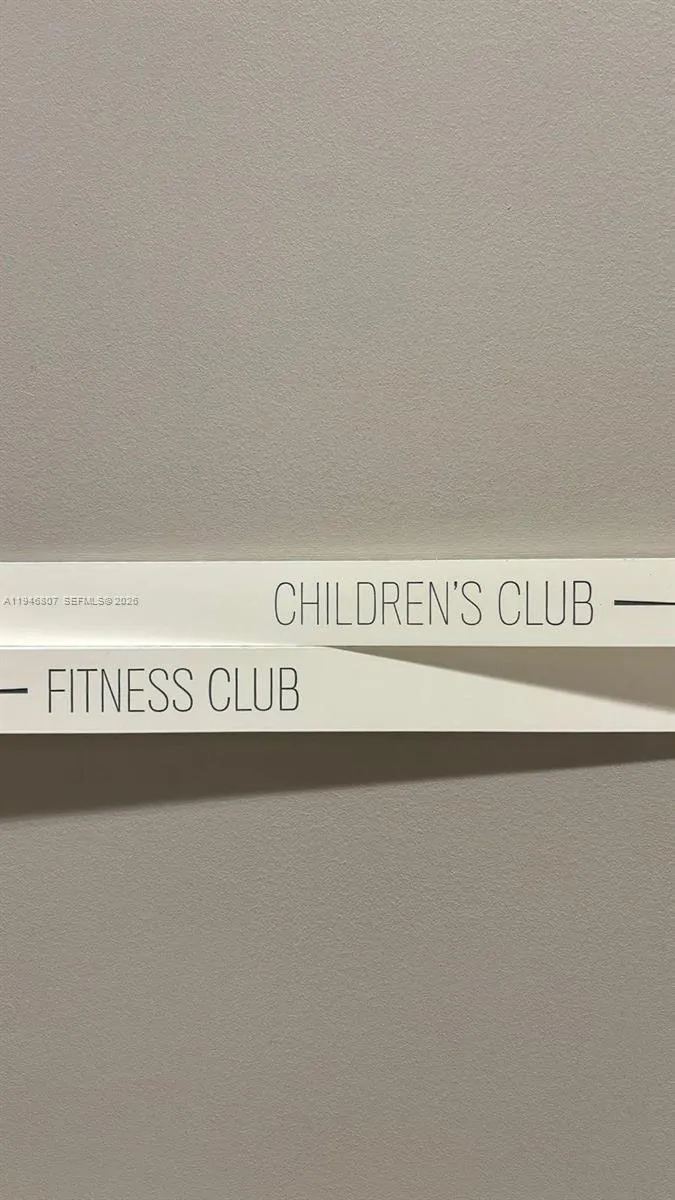 A11946807 SEFMLS© 2026
CHILDREN'S CLUB
FITNESS CLUB